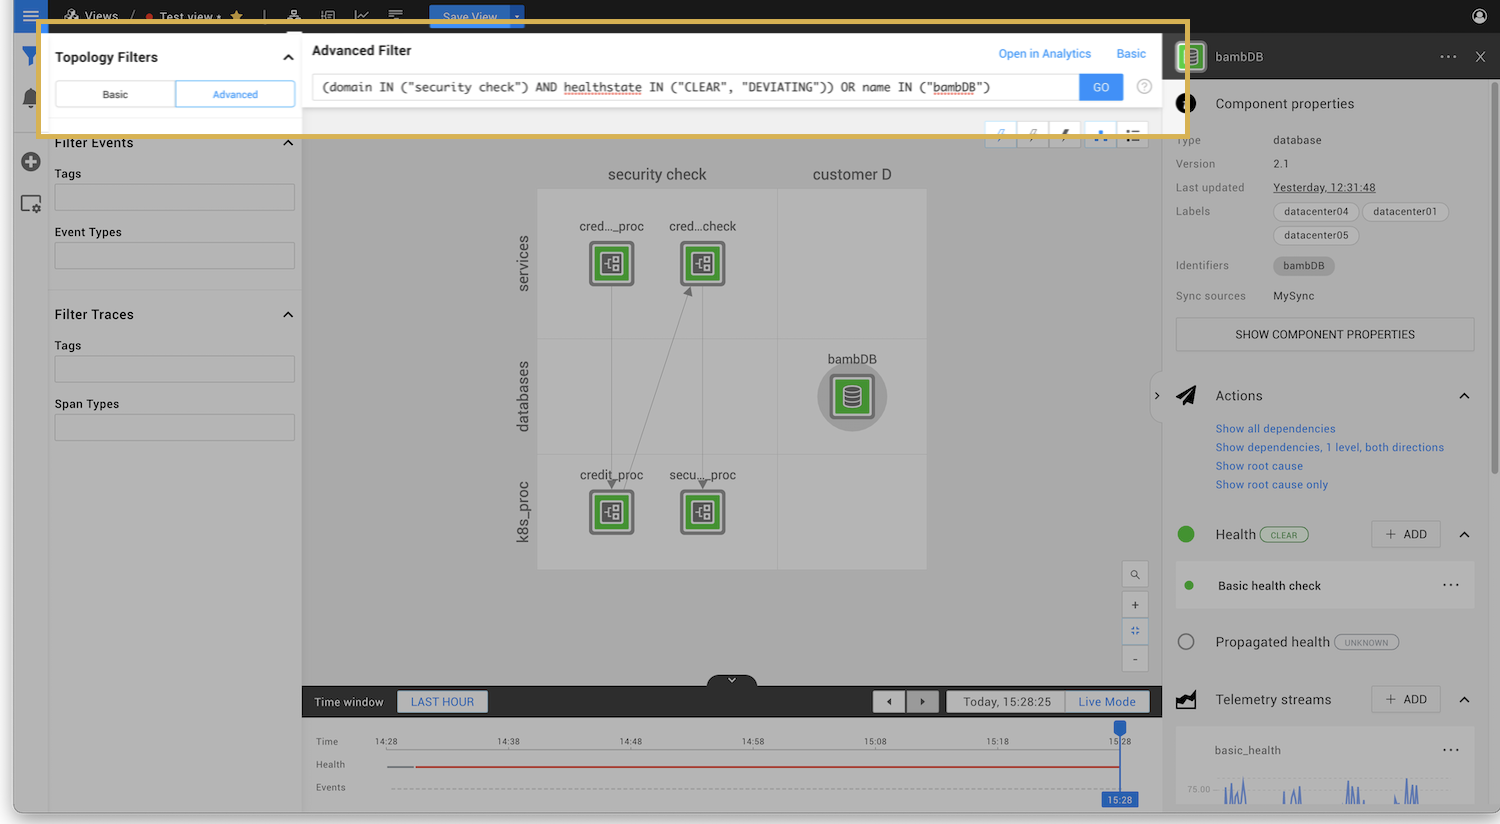 Views / Test view • Save View
Topology Filters
Basic Advanced
Advanced Filter
Open in Analytics Basic
(domain IN ("security check") AND healthstate IN ("CLEAR", "DEVIATING")) OR name IN ("bambDB")
GO ?
Filter Events
Tags
Event Types
Filter Traces
Tags
Span Types
security check customer D
services
databases
k8s_proc
cred..._proc cred...check
bambDB
credit_proc secu..._proc
+
-
Time window LAST HOUR
Today, 15:28:25 Live Mode
Time 14:28 14:38 14:48 14:58 15:08 15:18 15:28
Health
Events
15:28
bambDB
Component properties
Type database
Version 2.1
Last updated Yesterday, 12:31:48
Labels datacenter04 datacenter01
datacenter05
Identifiers bambDB
Sync sources MySync
SHOW COMPONENT PROPERTIES
Actions
Show all dependencies
Show dependencies, 1 level, both directions
Show root cause
Show root cause only
Health CLEAR + ADD
Basic health check
Propagated health UNKNOWN
Telemetry streams + ADD
basic_health
75.00